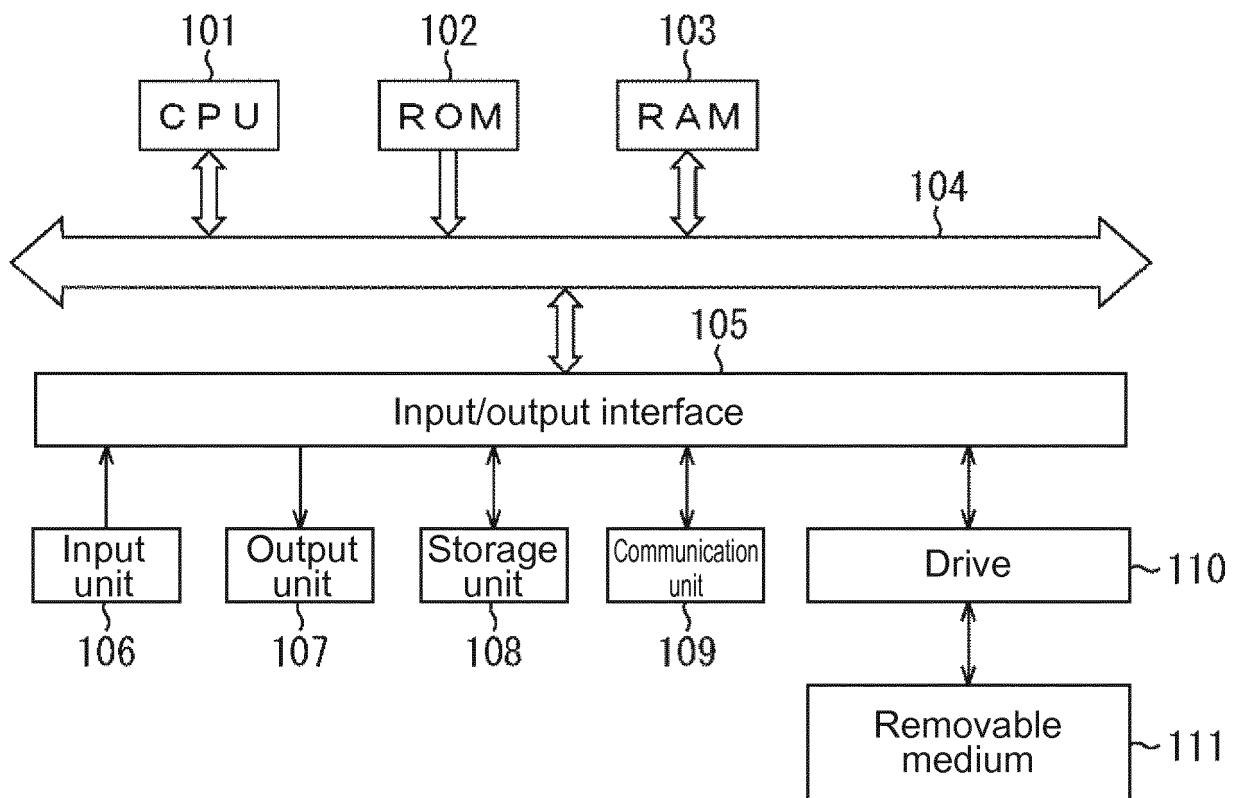 101
102
103
CPU
ROM
RAM
104
105
Input/output interface
Input
unit
Output
unit
Storage
unit
Communication
unit
Drive
110
106
107
108
109
Removable
medium
111